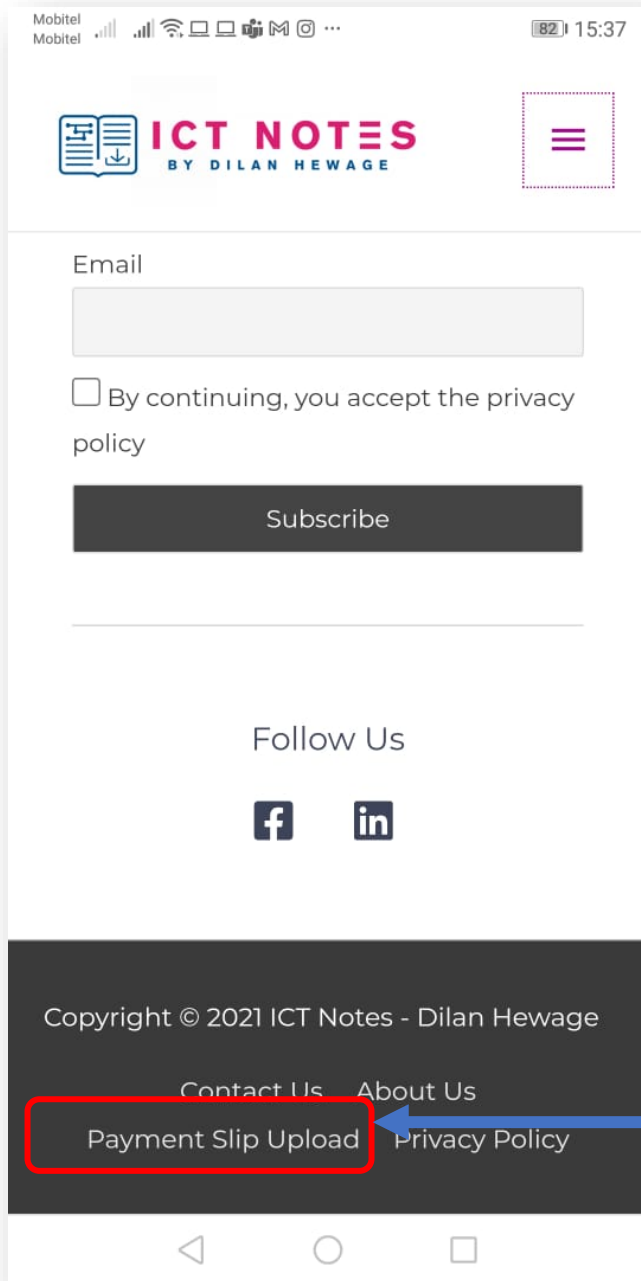 Mobitel
Mobitel
82 15:37
ICT NOTES
BY DILAN HEWAGE
Email
By continuing, you accept the privacy
policy
Subscribe
Follow Us
Copyright © 2021 ICT Notes - Dilan Hewage
Contact Us About Us
Payment Slip Upload Privacy Policy